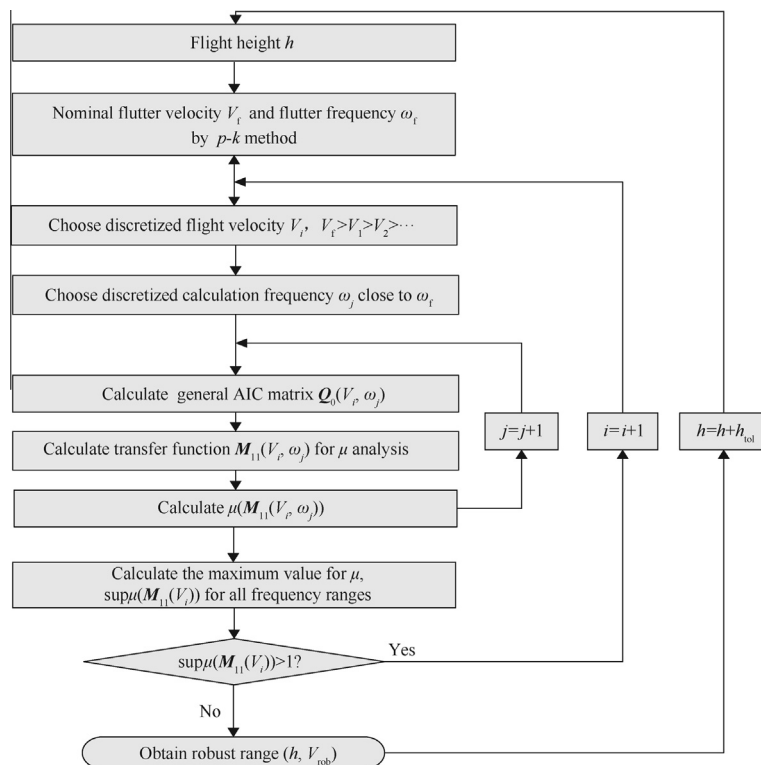 Flight height h
Nominal flutter velocity V_f and flutter frequency ω_f
by p-k method
Choose discretized flight velocity V_i, V_f>V_1>V_2>···
Choose discretized calculation frequency ω_j close to ω_f
Calculate general AIC matrix Q_0(V_i, ω_j)
Calculate transfer function M_11(V_i, ω_j) for μ analysis
Calculate μ(M_11(V_i, ω_j))
j=j+1
i=i+1
h=h+h_tol
Calculate the maximum value for μ,
supμ(M_11(V_i)) for all frequency ranges
supμ(M_11(V_i))>1?
Yes
No
Obtain robust range (h, V_rob)